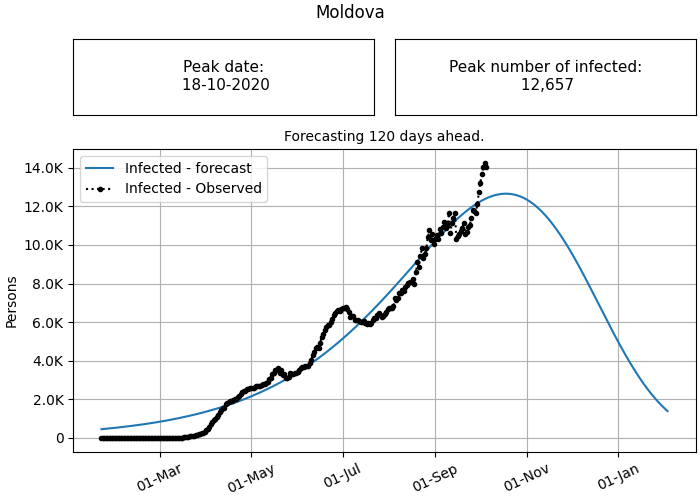 Moldova
Peak date:
18-10-2020
Peak number of infected:
12,657
Forecasting 120 days ahead.
Infected - forecast
Infected - Observed
14.0K
12.0K
10.0K
8.0K
6.0K
4.0K
2.0K
0
Persons
01-Mar
01-May
01-Jul
01-Sep
01-Nov
01-Jan